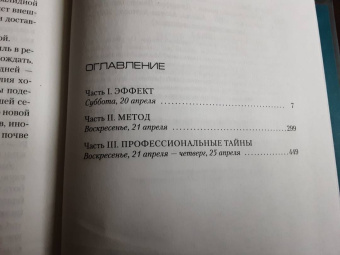 ОГЛАВЛЕНИЕ
Часть I. ЭФФЕКТ
Суббота, 20 апреля 7
Часть II. МЕТОД
Воскресенье, 21 апреля 299
Часть III. ПРОФЕССИОНАЛЬНЫЕ ТАЙНЫ
Воскресенье, 21 апреля — четверг, 25 апреля 449